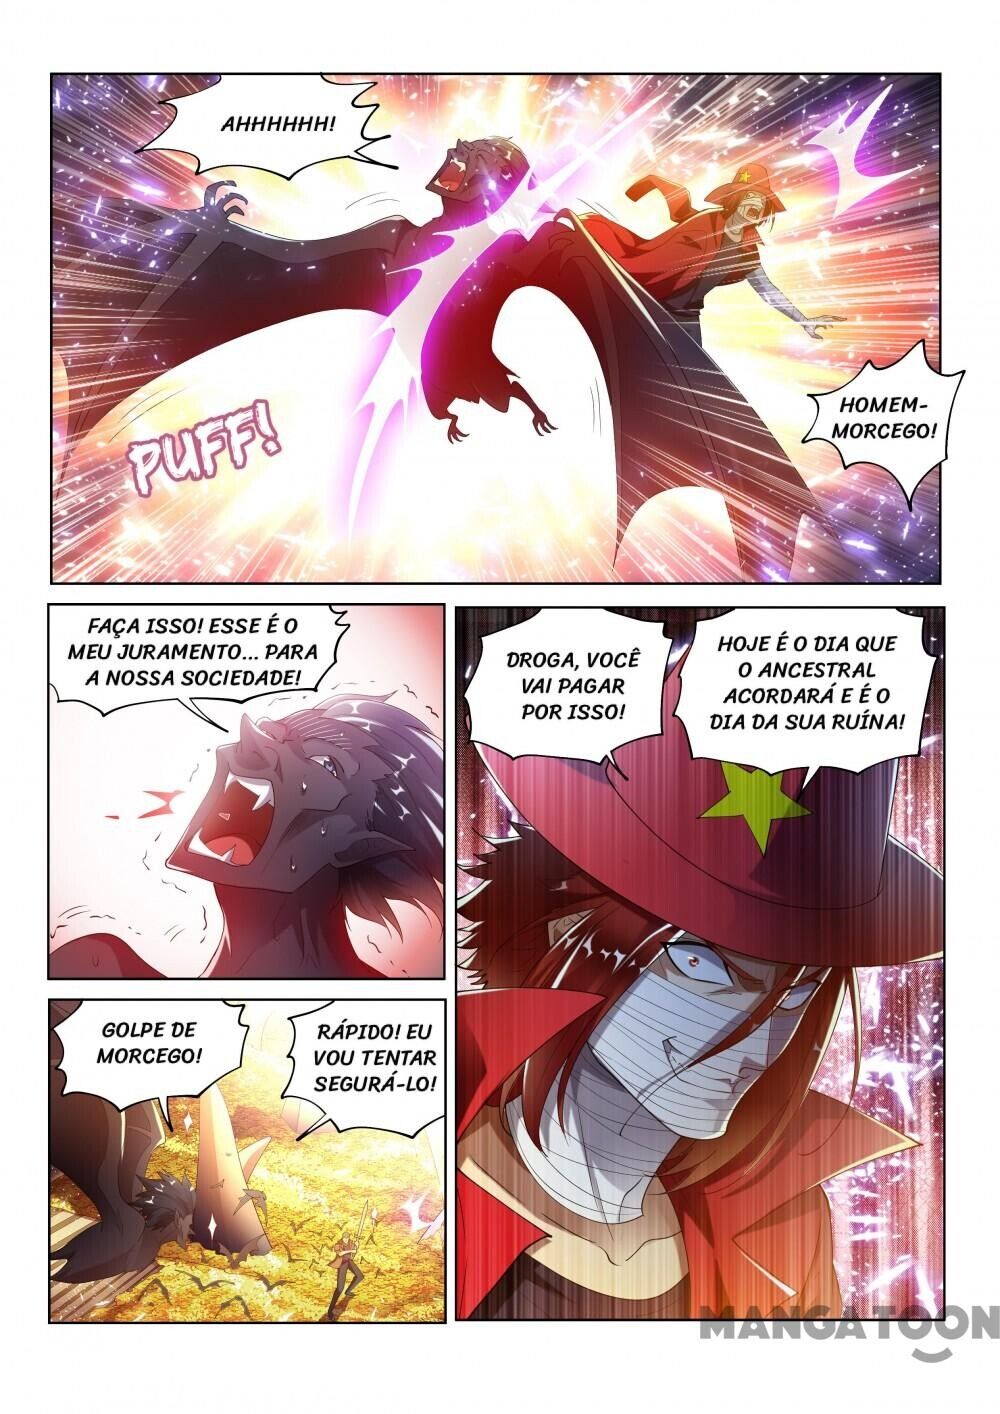 AHHHHHH!
PUFF!
HOMEM-
MORCEGO!
FAÇA ISSO! ESSE É O
MEU JURAMENTO... PARA
A NOSSA SOCIEDADE!
DROGA, VOCÊ
VAI PAGAR
POR ISSO!
HOJE É O DIA QUE
O ANCESTRAL
ACORDARÁ E É O
DIA DA SUA RUÍNA!
GOLPE DE
MORCEGO!
RÁPIDO! EU
VOU TENTAR
SEGURÁ-LO!
MANGATOON